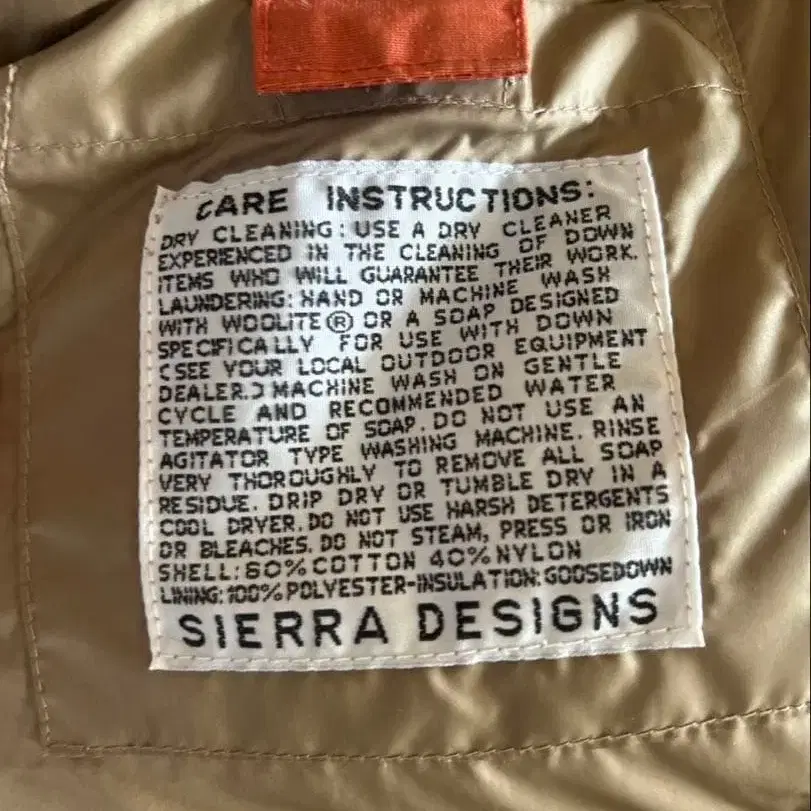 CARE INSTRUCTIONS:
DRY CLEANING: USE A DRY CLEANER
EXPERIENCED IN THE CLEANING OF DOWN
ITEMS WHO WILL GUARANTEE THEIR WORK.
LAUNDERING: HAND OR MACHINE WASH
WITH WOOLITE® OR A SOAP DESIGNED
SPECIFICALLY FOR USE WITH DOWN
(SEE YOUR LOCAL OUTDOOR EQUIPMENT
DEALER.) MACHINE WASH ON GENTLE
CYCLE AND RECOMMENDED WATER
TEMPERATURE OF SOAP. DO NOT USE AN
AGITATOR TYPE WASHING MACHINE. RINSE
VERY THOROUGHLY TO REMOVE ALL SOAP
RESIDUE. DRIP DRY OR TUMBLE DRY IN A
COOL DRYER. DO NOT USE HARSH DETERGENTS
OR BLEACHES. DO NOT STEAM, PRESS OR IRON
SHELL: 60% COTTON 40% NYLON
LINING: 100% POLYESTER-INSULATION: GOOSEDOWN
SIERRA DESIGNS